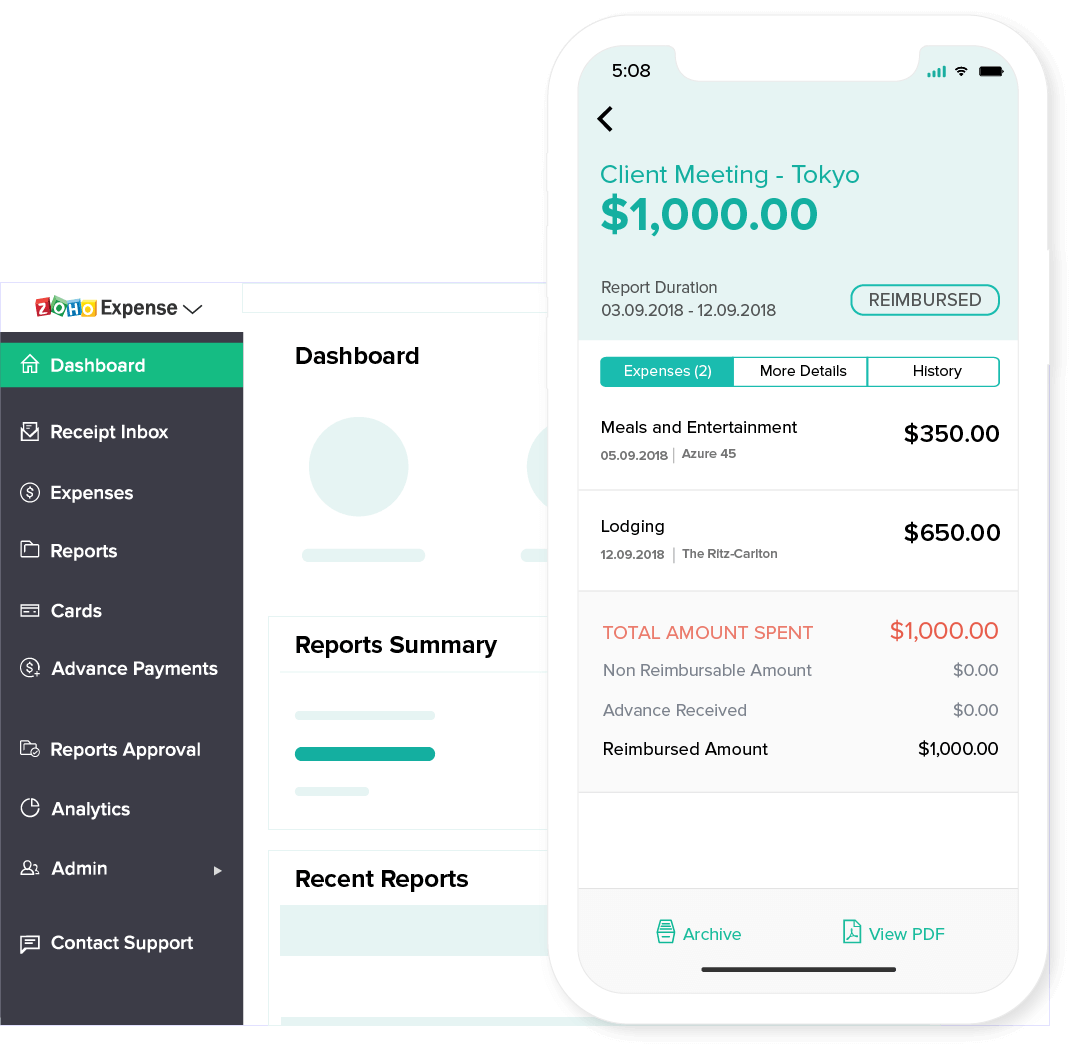 ZOHO Expense
Dashboard
Receipt Inbox
Expenses
Reports
Cards
Advance Payments
Reports Approval
Analytics
Admin
Contact Support
Dashboard
Reports Summary
Recent Reports
5:08
Client Meeting - Tokyo
$1,000.00
Report Duration
03.09.2018 - 12.09.2018
REIMBURSED
Expenses (2) More Details History
Meals and Entertainment $350.00
05.09.2018 | Azure 45
Lodging $650.00
12.09.2018 | The Ritz-Carlton
TOTAL AMOUNT SPENT $1,000.00
Non Reimbursable Amount $0.00
Advance Received $0.00
Reimbursed Amount $1,000.00
Archive View PDF